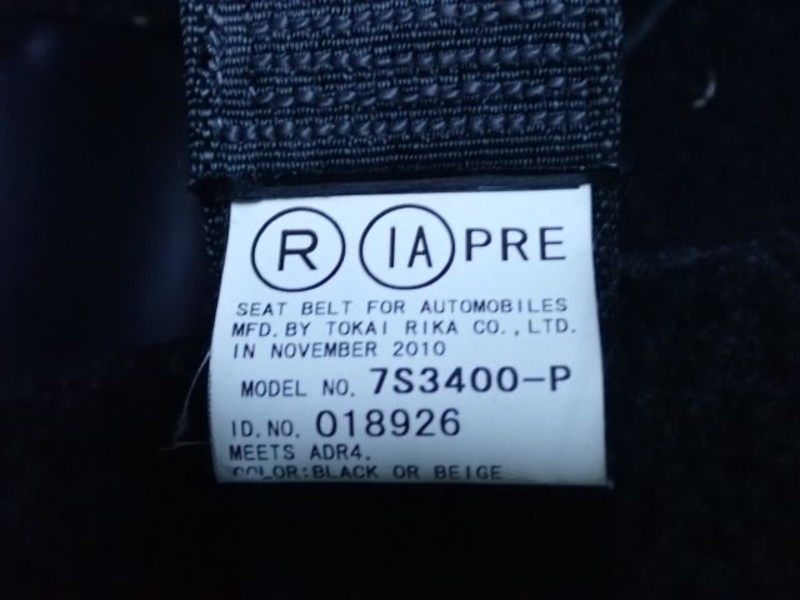 R IA PRE
SEAT BELT FOR AUTOMOBILES
MFD. BY TOKAI RIKA CO., LTD.
IN NOVEMBER 2010
MODEL NO. 7S3400-P
ID. NO. 018926
MEETS ADR4.
COLOR:BLACK OR BEIGE